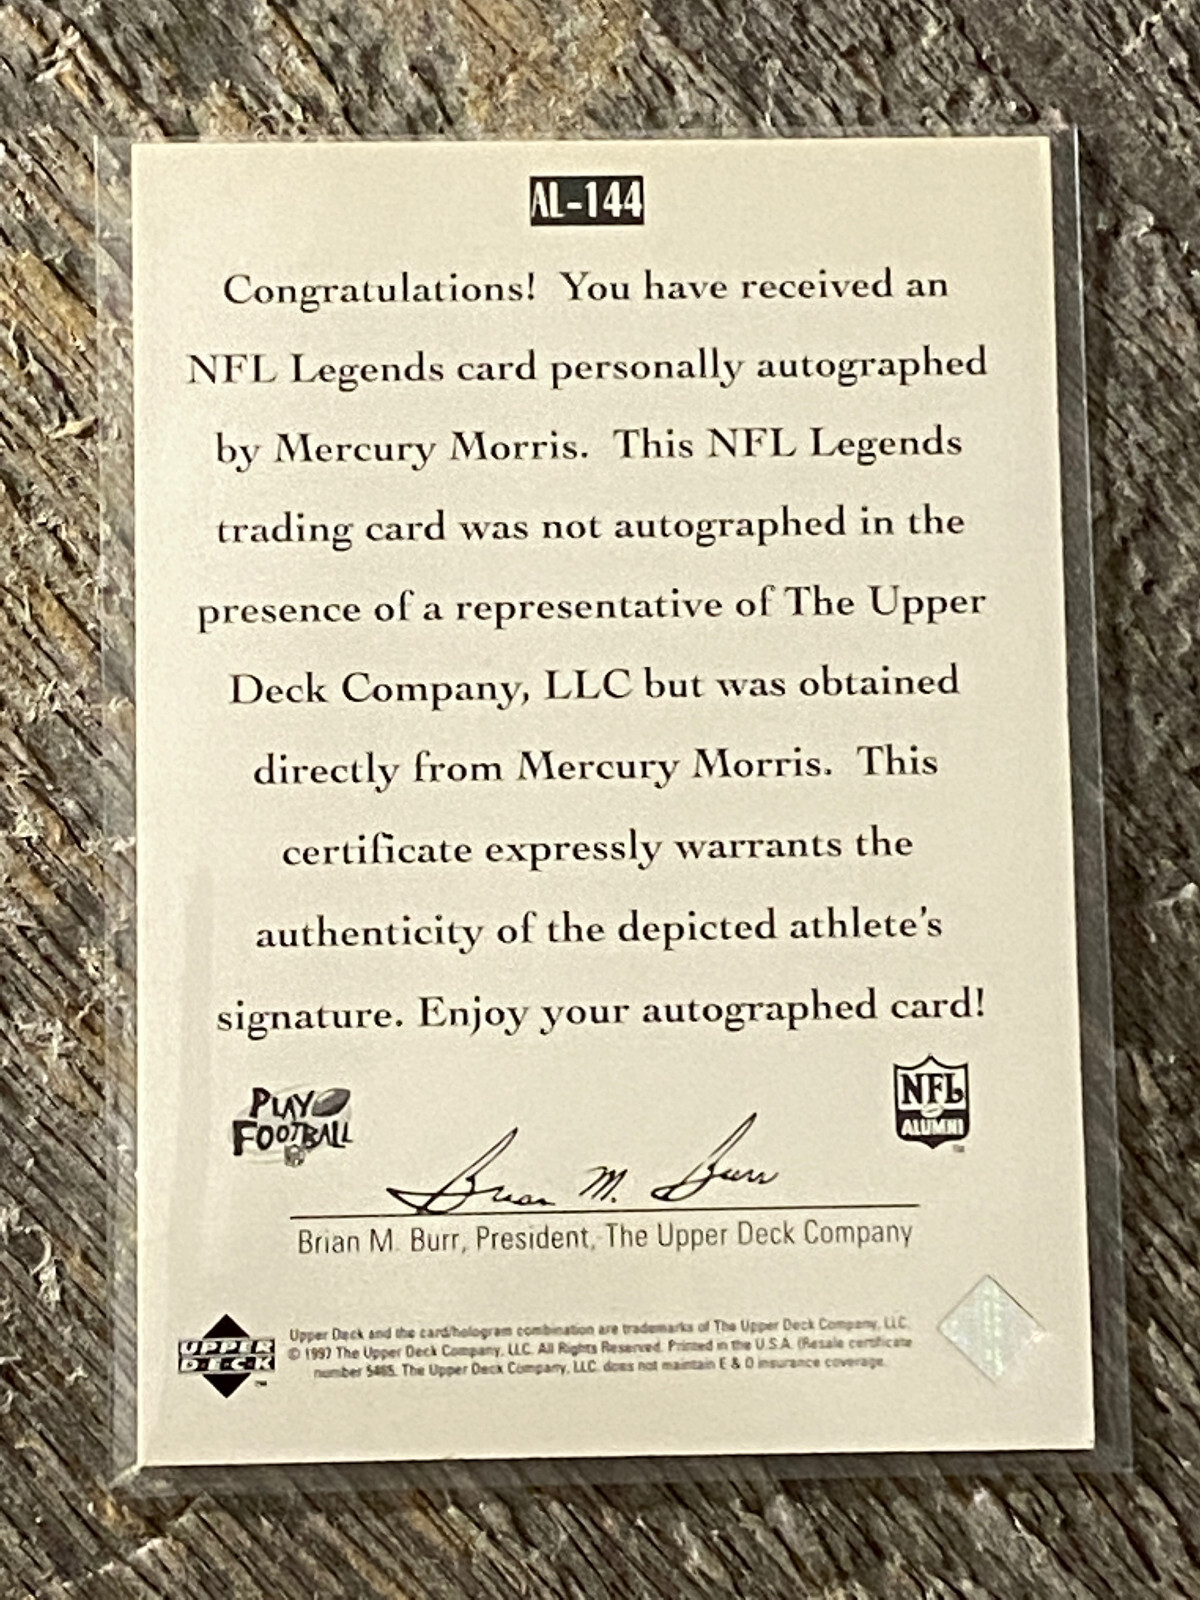 AL-144
Congratulations! You have received an
NFL Legends card personally autographed
by Mercury Morris. This NFL Legends
trading card was not autographed in the
presence of a representative of The Upper
Deck Company, LLC but was obtained
directly from Mercury Morris. This
certificate expressly warrants the
authenticity of the depicted athlete's
signature. Enjoy your autographed card!
PLAY
FOOTBALL
NFL
ALUMNI
TM
Brian M. Burr
Brian M. Burr, President, The Upper Deck Company
UPPER
DECK
TM
Upper Deck and the card/hologram combination are trademarks of The Upper Deck Company, LLC.
© 1997 The Upper Deck Company, LLC. All Rights Reserved. Printed in the U.S.A. (Resale certificate
number 5465. The Upper Deck Company, LLC. does not maintain E & O insurance coverage.